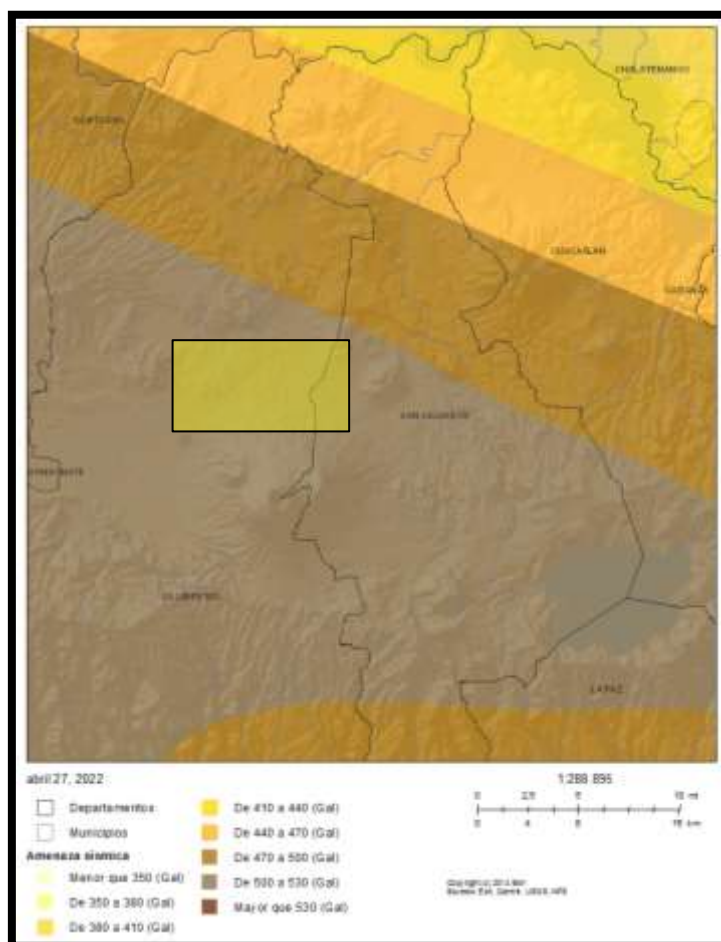 CHALATENANGO
CUSCATLAN
SAN SALVADOR
LA LIBERTAD
LA PAZ
abril 27, 2022
1:288 895
Departamentos
Municipios
Amenaza sísmica
Menor que 350 (Gal)
De 350 a 380 (Gal)
De 380 a 410 (Gal)
De 410 a 440 (Gal)
De 440 a 470 (Gal)
De 470 a 500 (Gal)
De 500 a 530 (Gal)
Mayor que 530 (Gal)
0 2,5 5 10 mi
0 4 8 16 km